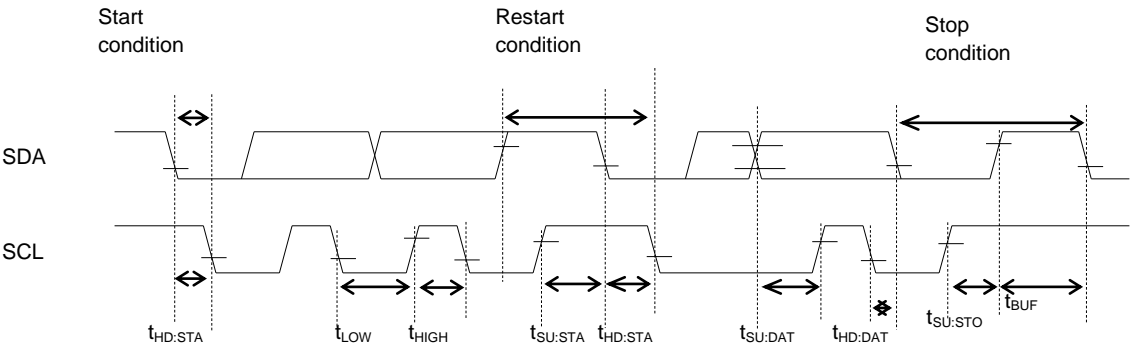 Start
condition
Restart
condition
Stop
condition
SDA
SCL
tHD:STA
tLOW
tHIGH
tSU:STA
tHD:STA
tSU:DAT
tHD:DAT
tSU:STO
tBUF